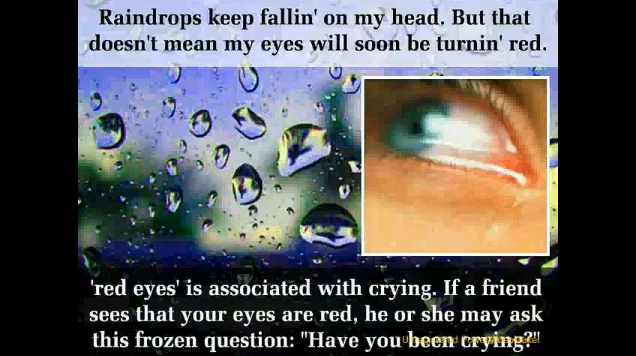 Raindrops keep fallin' on my head. But that
doesn't mean my eyes will soon be turnin' red.
'red eyes' is associated with crying. If a friend
sees that your eyes are red, he or she may ask
this frozen question: "Have you been crying?"